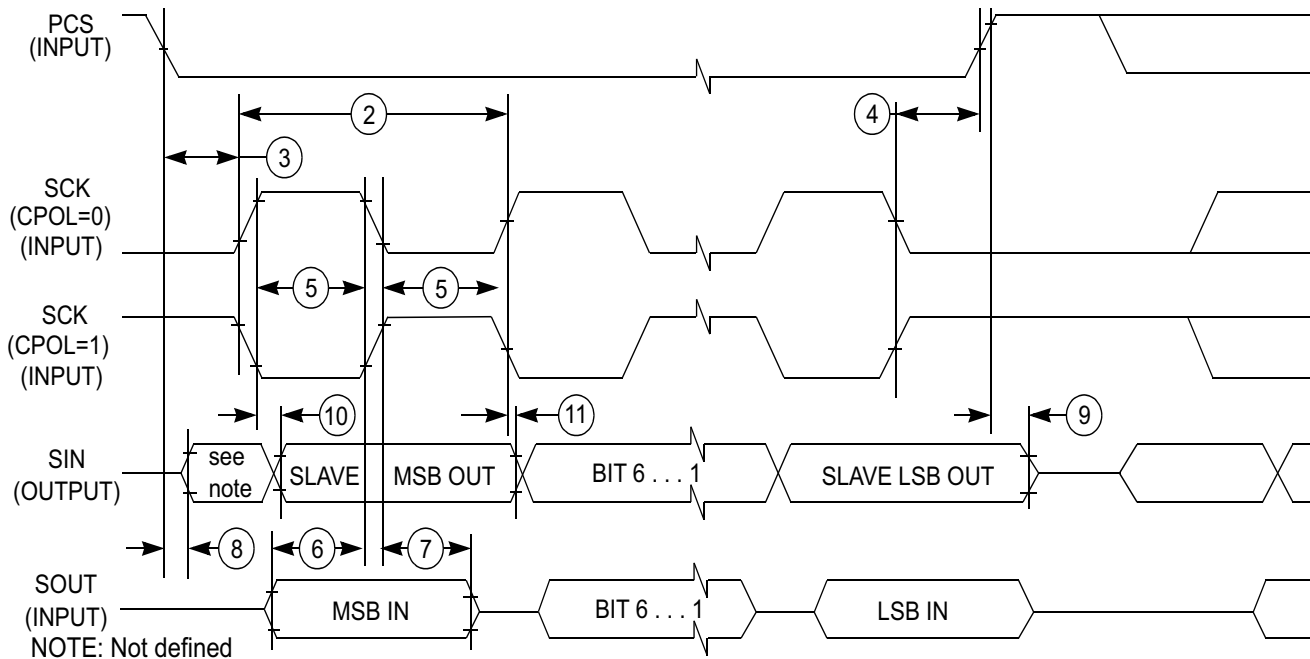 PCS
(INPUT)
2
4
3
SCK
(CPOL=0)
(INPUT)
5
5
SCK
(CPOL=1)
(INPUT)
10
11
9
SIN
(OUTPUT)
see
note
SLAVE
MSB OUT
BIT 6 . . . 1
SLAVE LSB OUT
8
6
7
SOUT
(INPUT)
MSB IN
BIT 6 . . . 1
LSB IN
NOTE: Not defined